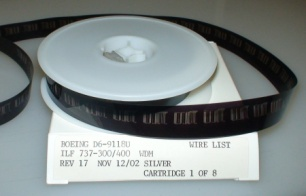 BOEING D6-9118U WIRE LIST
ILF 737-300/400 WDM
REV 17 NOV 12/02 SILVER
CARTRIDGE 1 OF 8